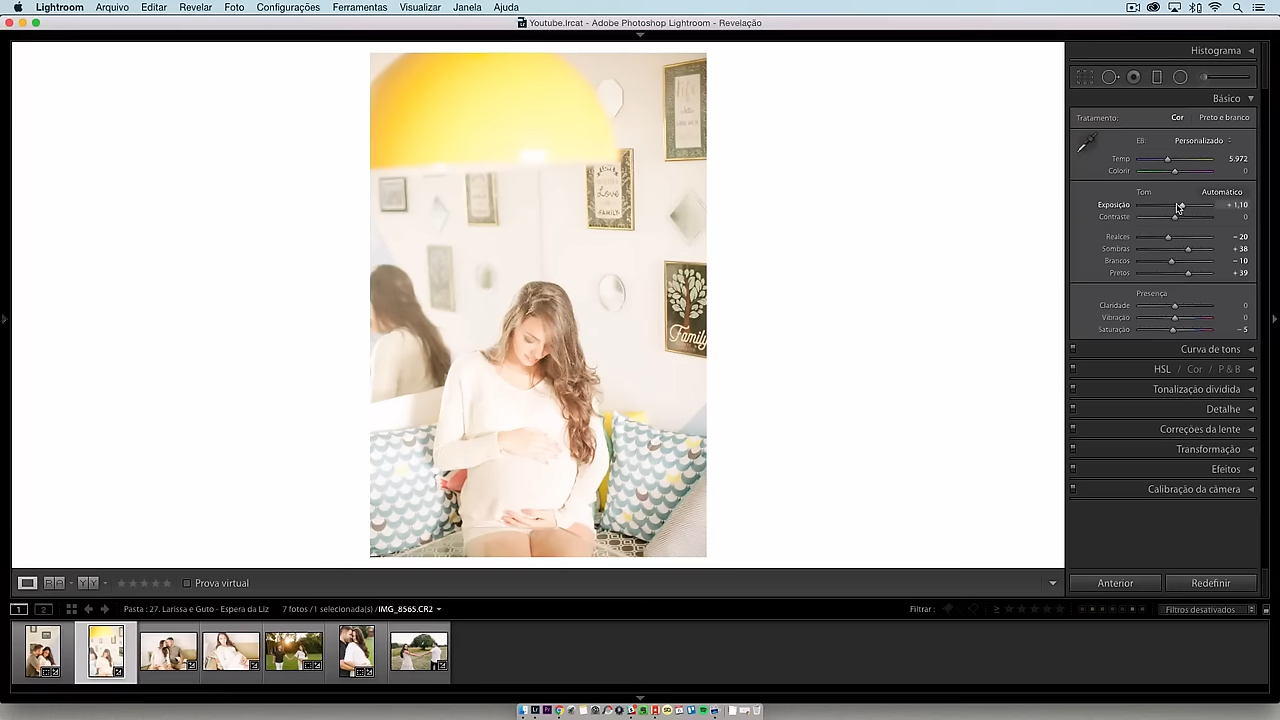 Lightroom Arquivo Editar Revelar Foto Configurações Ferramentas Visualizar Janela Ajuda
Youtube.lrcat - Adobe Photoshop Lightroom - Revelação
Histograma
Básico
Tratamento: Cor Preto e branco
EB: Personalizado
Temp 5.972
Colorir 0
Tom Automático
Exposição + 1,10
Contraste 0
Realces − 20
Sombras + 38
Brancos − 10
Pretos + 39
Presença
Claridade 0
Vibração 0
Saturação − 5
Curva de tons
HSL / Cor / P & B
Tonalização dividida
Detalhe
Correções da lente
Transformação
Efeitos
Calibração da câmera
Anterior Redefinir
life
Love
FAMILY
Family
Prova virtual
1 2 Pasta : 27. Larissa e Guto - Espera da Liz 7 fotos /1 selecionada(s) /IMG_8565.CR2 Filtrar : Filtros desativados